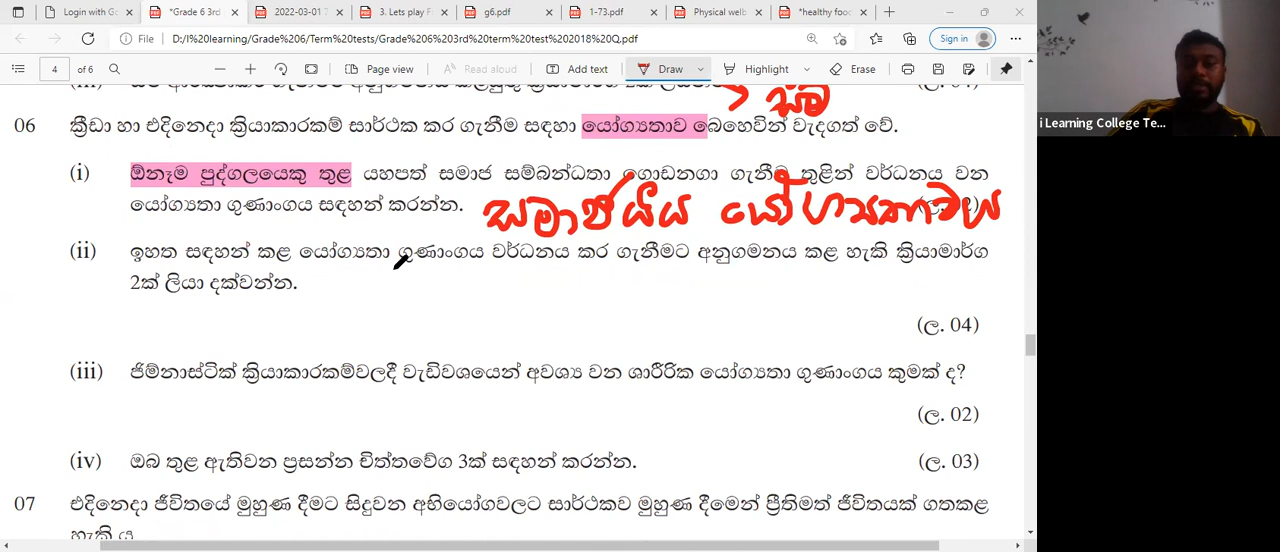 Login with Go
*Grade 6 3rd
2022-03-01 7
3. Lets play F
g6.pdf
1-73.pdf
Physical welb
*healthy food
File D:/I%20learning/Grade%206/Term%20tests/Grade%206%203rd%20term%20test%202018%20Q.pdf Sign in
4 of 6 Page view Read aloud Add text Draw Highlight Erase
i Learning College Te...
සම්
06 ක්‍රීඩා හා එදිනෙදා ක්‍රියාකාරකම් සාර්ථක කර ගැනීම සඳහා යෝග්‍යතාව බෙහෙවින් වැදගත් වේ.
(i) ඕනෑම පුද්ගලයෙකු තුළ යහපත් සමාජ සම්බන්ධතා ගොඩනගා ගැනීම තුළින් වර්ධනය වන
යෝග්‍යතා ගුණාංගය සඳහන් කරන්න.
සමාජයීය
(ii) ඉහත සඳහන් කළ යෝග්‍යතා ගුණාංගය වර්ධනය කර ගැනීමට අනුගමනය කළ හැකි ක්‍රියාමාර්ග
2ක් ලියා දක්වන්න.
(ල. 04)
(iii) ජිම්නාස්ටික් ක්‍රියාකාරකම්වලදී වැඩිවශයෙන් අවශ්‍ය වන ශාරීරික යෝග්‍යතා ගුණාංගය කුමක් ද?
(ල. 02)
(iv) ඔබ තුළ ඇතිවන ප්‍රසන්න චිත්තවේග 3ක් සඳහන් කරන්න. (ල. 03)
07 එදිනෙදා ජීවිතයේ මුහුණ දීමට සිදුවන අභියෝගවලට සාර්ථකව මුහුණ දීමෙන් ප්‍රීතිමත් ජීවිතයක් ගතකළ
හැකි ය.